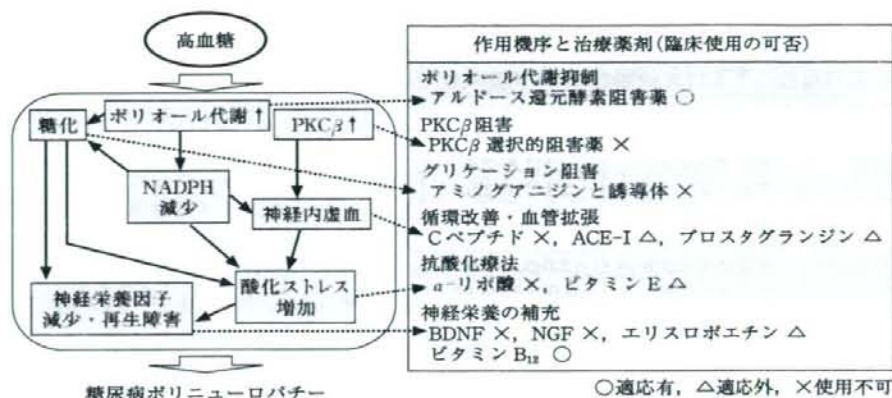 高血糖
糖化
ポリオール代謝↑
PKCβ↑
NADPH
減少
神経内虚血
神経栄養因子
減少・再生障害
酸化ストレス
増加
糖尿病ポリニューロパチー
作用機序と治療薬剤(臨床使用の可否)
ポリオール代謝抑制
アルドース還元酵素阻害薬 ○
PKCβ阻害
PKCβ選択的阻害薬 ×
グリケーション阻害
アミノグアニジンと誘導体 ×
循環改善・血管拡張
Cペプチド ×, ACE-I △, プロスタグランジン △
抗酸化療法
α-リポ酸 ×, ビタミンE △
神経栄養の補充
BDNF ×, NGF ×, エリスロポエチン △
ビタミンB₁₂ ○
○適応有, △適応外, ×使用不可